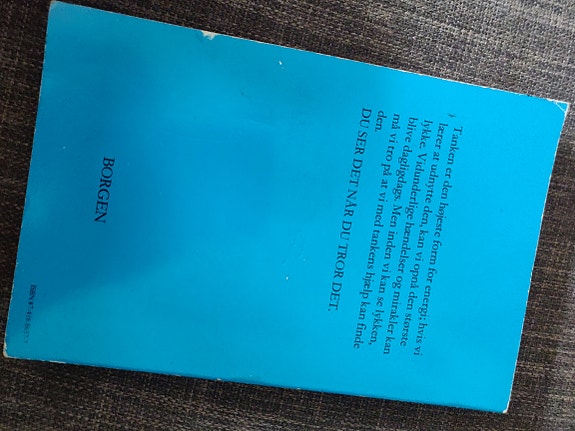 Tanken er den højeste form for energi; hvis vi
lærer at udnytte den, kan vi opnå den største
lykke. Vidunderlige hændelser og mirakler kan
blive dagligdags. Men inden vi kan se lykken,
må vi tro på at vi med tankens hjælp kan finde
den.
DU SER DET NÅR DU TROR DET.
BORGEN
ISBN